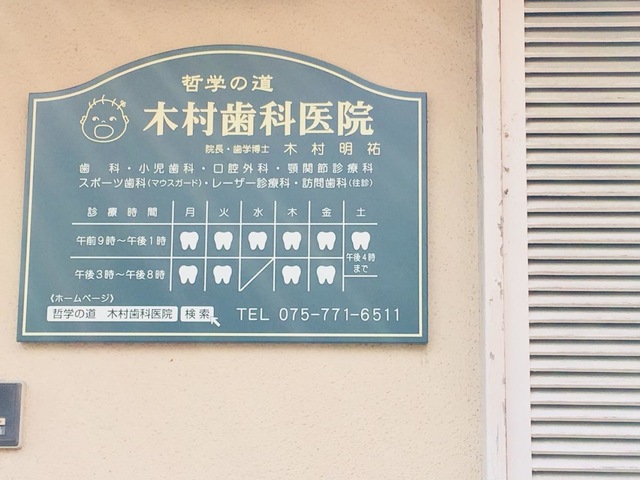 哲学の道
木村歯科医院
院長・歯学博士 木村明祐
歯科・小児歯科・口腔外科・顎関節診療科
スポーツ歯科(マウスガード)・レーザー診療科・訪問歯科(往診)
診療時間 月 火 水 木 金 土
午前9時〜午後1時
午後4時
まで
午後3時〜午後8時
《ホームページ》
哲学の道 木村歯科医院 検索 TEL 075-771-6511